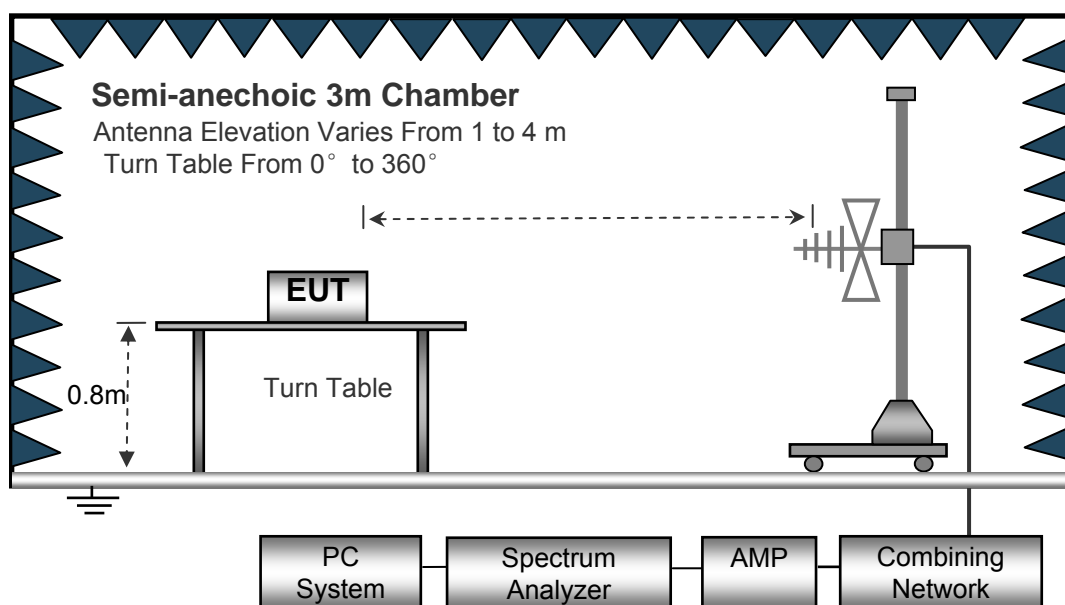 Semi-anechoic 3m Chamber
Antenna Elevation Varies From 1 to 4 m
Turn Table From 0° to 360°
EUT
0.8m
Turn Table
PC
System
Spectrum
Analyzer
AMP
Combining
Network